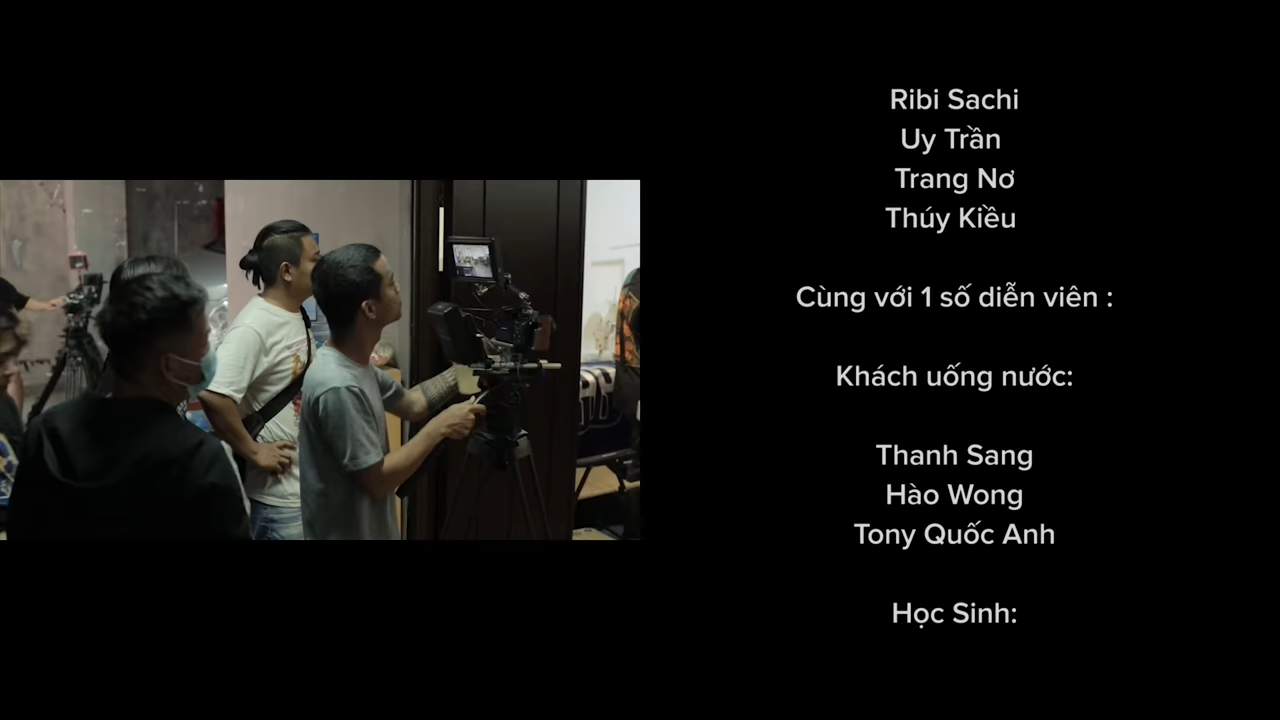 Ribi Sachi
Uy Trần
Trang Nơ
Thúy Kiều
Cùng với 1 số diễn viên :
Khách uống nước:
Thanh Sang
Hào Wong
Tony Quốc Anh
Học Sinh: